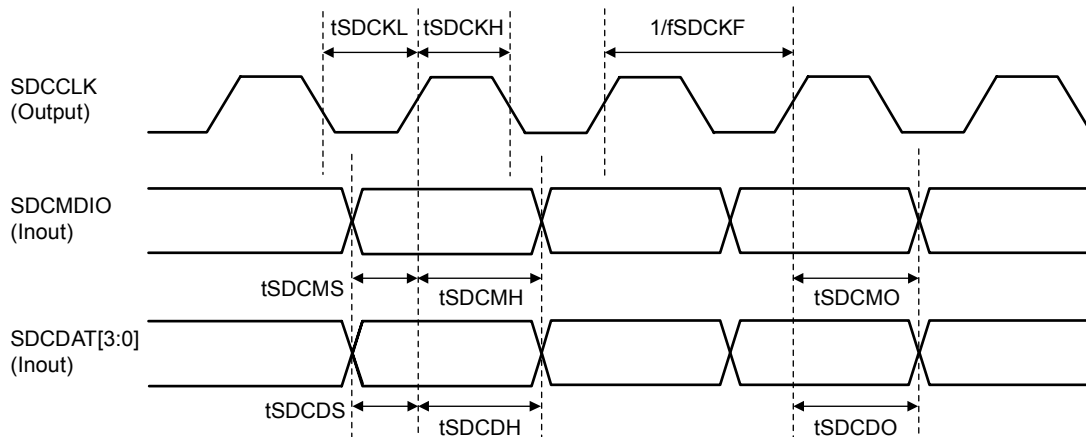 tSDCKL
tSDCKH
1/fSDCKF
SDCCLK
(Output)
SDCMDIO
(Inout)
tSDCMS
tSDCMH
tSDCMO
SDCDAT[3:0]
(Inout)
tSDCDS
tSDCDH
tSDCDO